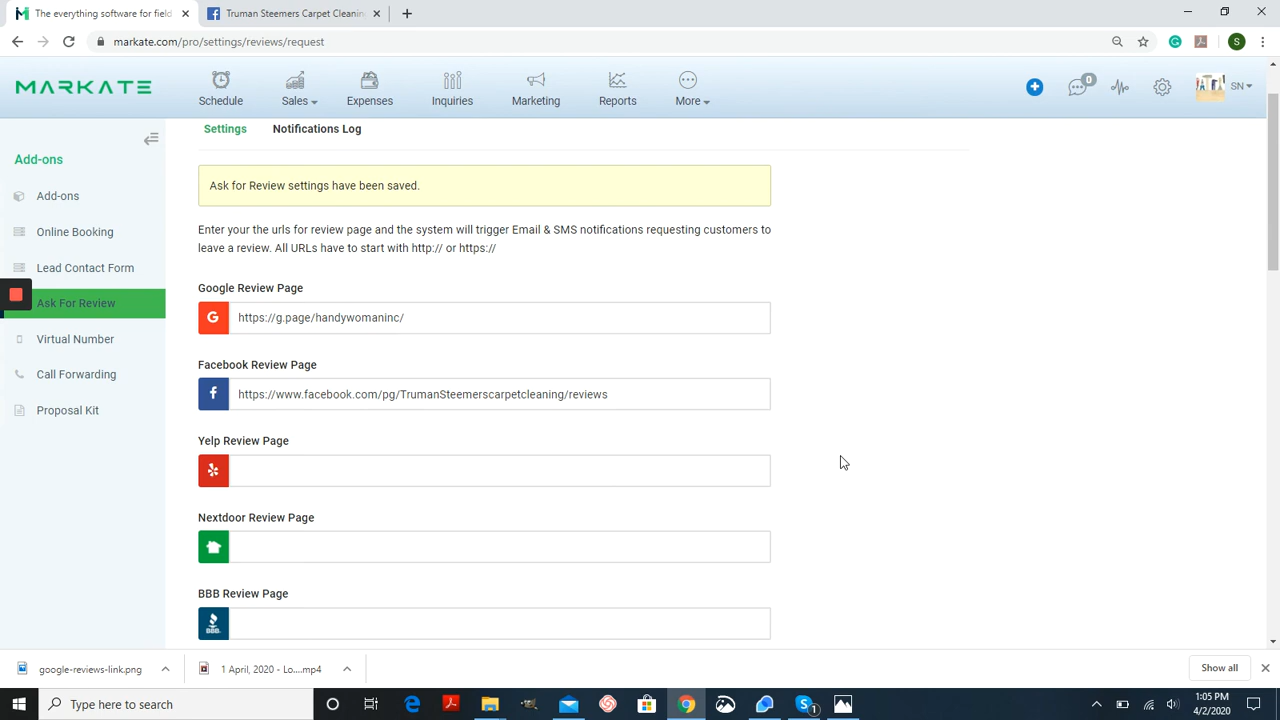 The everything software for field
Truman Steemers Carpet Cleaning
markate.com/pro/settings/reviews/request
S
MARKATE
Schedule
Sales
Expenses
Inquiries
Marketing
Reports
More
0
SN
Add-ons
Add-ons
Online Booking
Lead Contact Form
Ask For Review
Virtual Number
Call Forwarding
Proposal Kit
Settings
Notifications Log
Ask for Review settings have been saved.
Enter your the urls for review page and the system will trigger Email & SMS notifications requesting customers to
leave a review. All URLs have to start with http:// or https://
Google Review Page
G
https://g.page/handywomaninc/
Facebook Review Page
f
https://www.facebook.com/pg/TrumanSteemerscarpetcleaning/reviews
Yelp Review Page
Nextdoor Review Page
BBB Review Page
BBB
google-reviews-link.png
1 April, 2020 - Lo....mp4
Show all
Type here to search
1
1:05 PM
4/2/2020